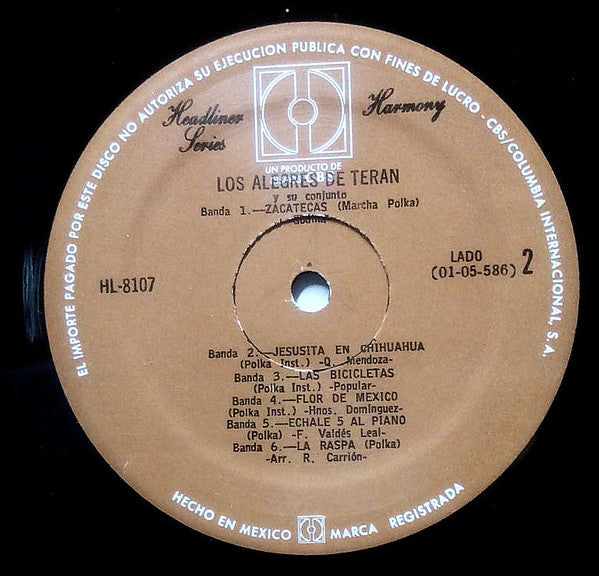 EL IMPORTE PAGADO POR ESTE DISCO NO AUTORIZA SU EJECUCION PUBLICA CON FINES DE LUCRO - CBS/COLUMBIA INTERNACIONAL, S.A.
Headliner
Series
Harmony
UN PRODUCTO DE
LOS ALEGRES DE TERAN
y su conjunto
Banda 1.—ZACATECAS (Marcha Polka)
HL-8107
LADO
(01-05-586) 2
Banda 2.—JESUSITA EN CHIHUAHUA
(Polka Inst.) -Q. Mendoza-
Banda 3.—LAS BICICLETAS
(Polka Inst.) -Popular-
Banda 4.—FLOR DE MEXICO
(Polka Inst.) -Hnos. Domínguez-
Banda 5.—ECHALE 5 AL PIANO
(Polka) -F. Valdés Leal-
Banda 6.—LA RASPA (Polka)
-Arr. R. Carrión-
HECHO EN MEXICO MARCA REGISTRADA